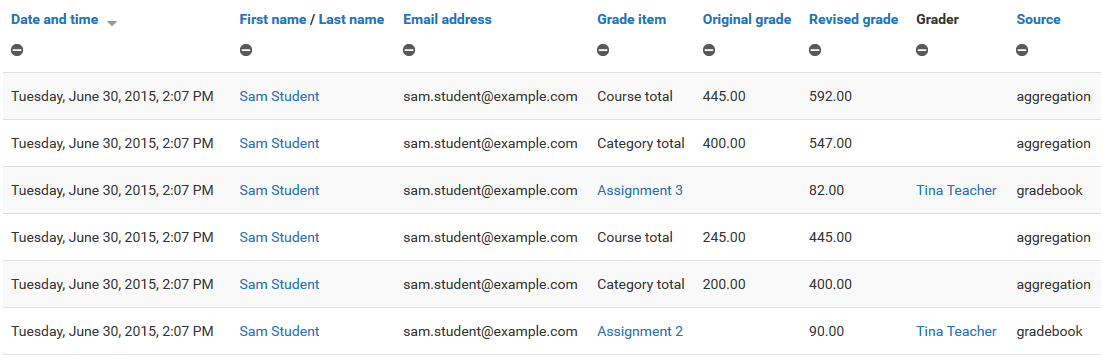 Date and time First name / Last name Email address Grade item Original grade Revised grade Grader Source
Tuesday, June 30, 2015, 2:07 PM Sam Student sam.student@example.com Course total 445.00 592.00 aggregation
Tuesday, June 30, 2015, 2:07 PM Sam Student sam.student@example.com Category total 400.00 547.00 aggregation
Tuesday, June 30, 2015, 2:07 PM Sam Student sam.student@example.com Assignment 3 82.00 Tina Teacher gradebook
Tuesday, June 30, 2015, 2:07 PM Sam Student sam.student@example.com Course total 245.00 445.00 aggregation
Tuesday, June 30, 2015, 2:07 PM Sam Student sam.student@example.com Category total 200.00 400.00 aggregation
Tuesday, June 30, 2015, 2:07 PM Sam Student sam.student@example.com Assignment 2 90.00 Tina Teacher gradebook